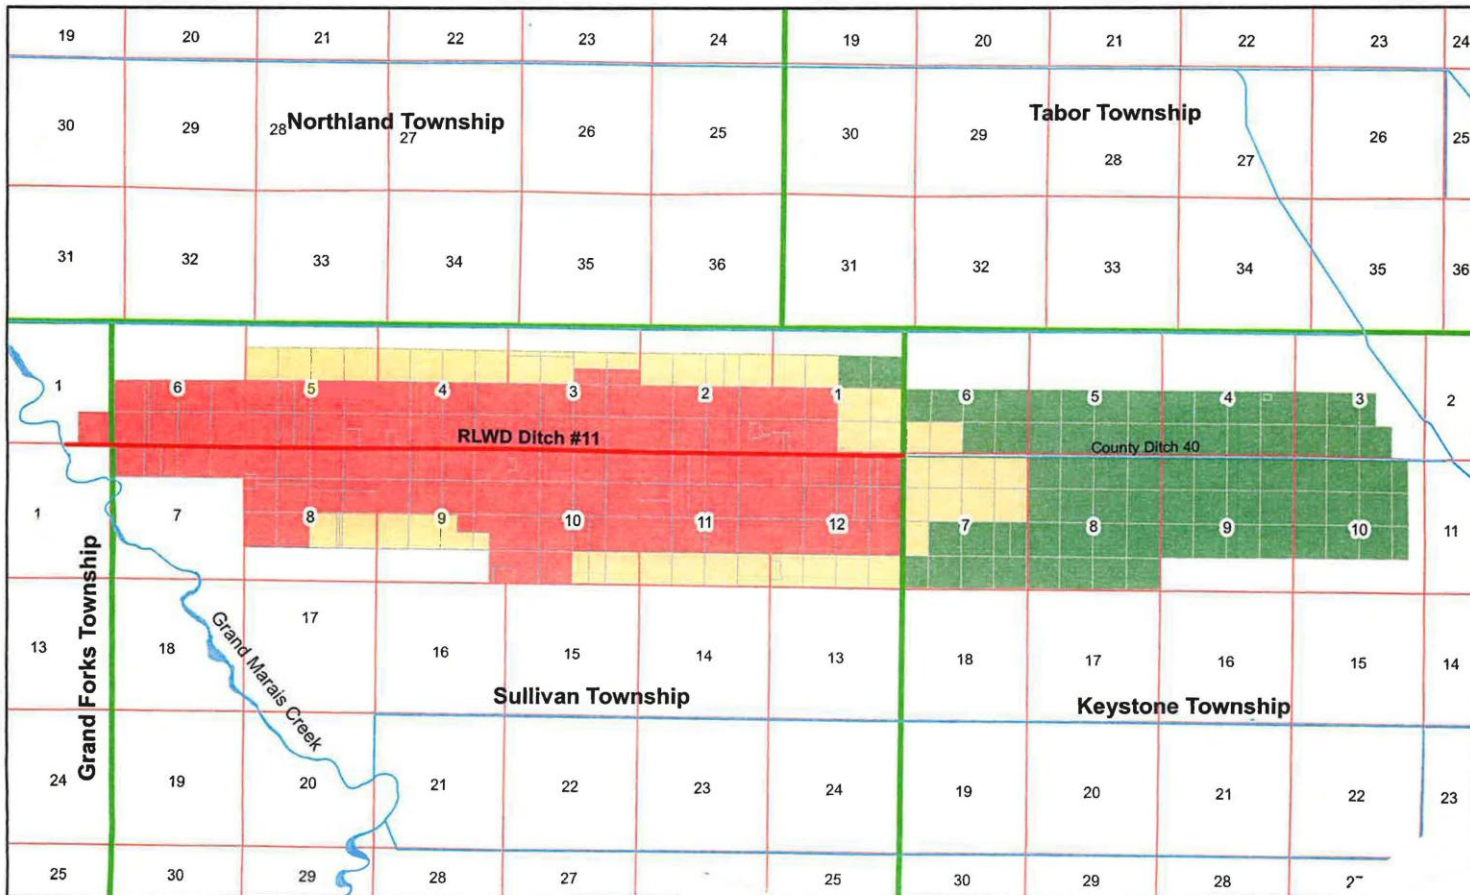 19 20 21 22 23 24 19 20 21 22 23 24
Northland Township
Tabor Township
30 29 28 27 26 25 30 29 28 27 26 25
31 32 33 34 35 36 31 32 33 34 35 36
1 6 5 4 3 2 1 6 5 4 3 2
RLWD Ditch #11
County Ditch 40
1 7 8 9 10 11 12 7 8 9 10 11
Grand Forks Township
Grand Marais Creek
13 18 17 16 15 14 13 18 17 16 15 14
Sullivan Township
Keystone Township
24 19 20 21 22 23 24 19 20 21 22 23
25 30 29 28 27 25 30 29 28